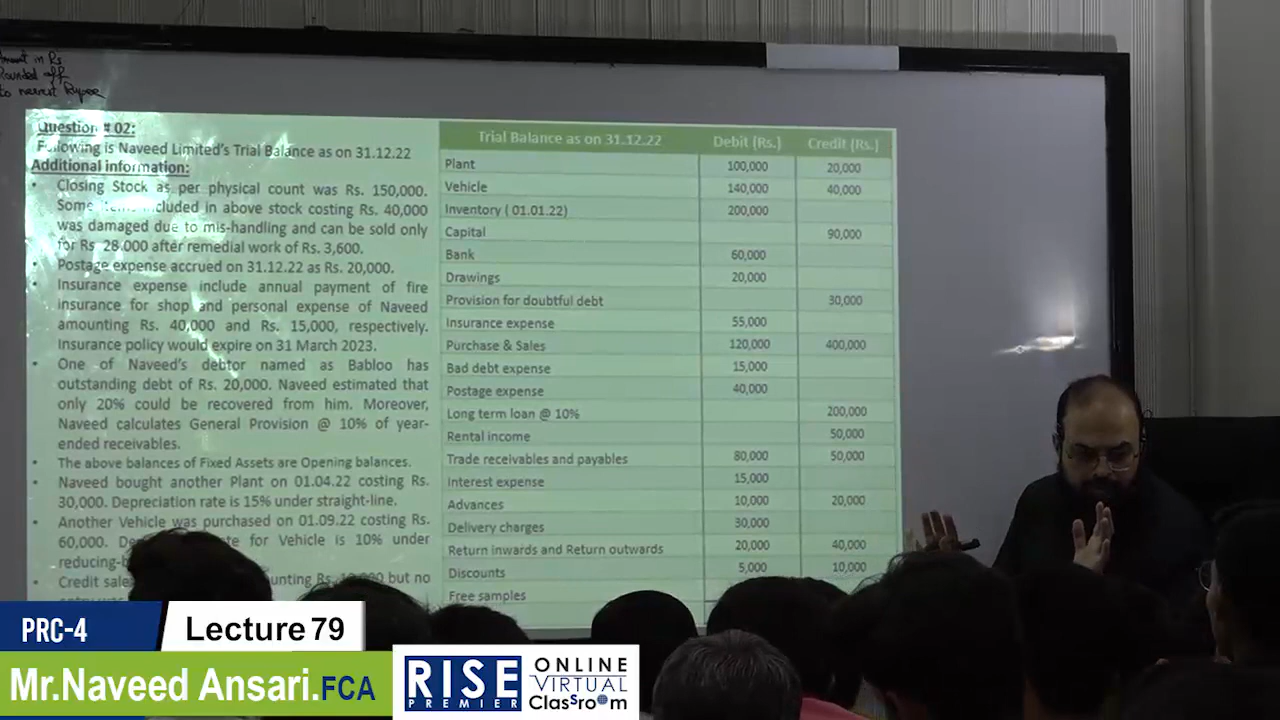 Amount in Rs
Rounded off
to nearest Rupee
Question # 02:
Following is Naveed Limited's Trial Balance as on 31.12.22
Additional information:
• Closing Stock as per physical count was Rs. 150,000.
Some items included in above stock costing Rs. 40,000
was damaged due to mis-handling and can be sold only
for Rs. 28,000 after remedial work of Rs. 3,600.
• Postage expense accrued on 31.12.22 as Rs. 20,000.
• Insurance expense include annual payment of fire
insurance for shop and personal expense of Naveed
amounting Rs. 40,000 and Rs. 15,000, respectively.
Insurance policy would expire on 31 March 2023.
• One of Naveed's debtor named as Babloo has
outstanding debt of Rs. 20,000. Naveed estimated that
only 20% could be recovered from him. Moreover,
Naveed calculates General Provision @ 10% of year-
ended receivables.
• The above balances of Fixed Assets are Opening balances.
• Naveed bought another Plant on 01.04.22 costing Rs.
30,000. Depreciation rate is 15% under straight-line.
• Another Vehicle was purchased on 01.09.22 costing Rs.
60,000. for Vehicle is 10% under
• Credit Rs. but no
Trial Balance as on 31.12.22 Debit (Rs.) Credit (Rs.)
Plant 100,000 20,000
Vehicle 140,000 40,000
Inventory ( 01.01.22) 200,000
Capital 90,000
Bank 60,000
Drawings 20,000
Provision for doubtful debt 30,000
Insurance expense 55,000
Purchase & Sales 120,000 400,000
Bad debt expense 15,000
Postage expense 40,000
Long term loan @ 10% 200,000
Rental income 50,000
Trade receivables and payables 80,000 50,000
Interest expense 15,000
Advances 10,000 20,000
Delivery charges 30,000
Return inwards and Return outwards 20,000 40,000
Discounts 5,000 10,000
Free samples
PRC-4 Lecture 79
Mr.Naveed Ansari.FCA
RISE
PREMIER
ONLINE
VIRTUAL
Classroom